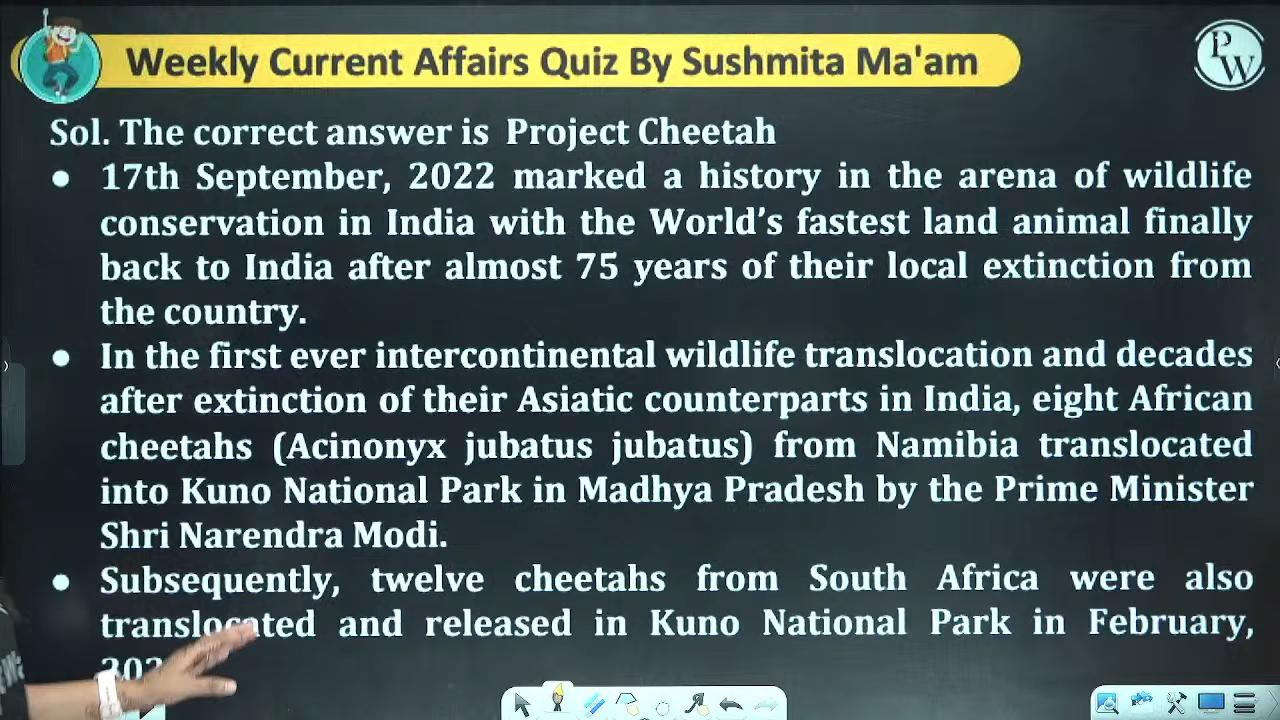 Weekly Current Affairs Quiz By Sushmita Ma'am
PW
Sol. The correct answer is Project Cheetah
● 17th September, 2022 marked a history in the arena of wildlife
conservation in India with the World’s fastest land animal finally
back to India after almost 75 years of their local extinction from
the country.
● In the first ever intercontinental wildlife translocation and decades
after extinction of their Asiatic counterparts in India, eight African
cheetahs (Acinonyx jubatus jubatus) from Namibia translocated
into Kuno National Park in Madhya Pradesh by the Prime Minister
Shri Narendra Modi.
● Subsequently, twelve cheetahs from South Africa were also
translocated and released in Kuno National Park in February,